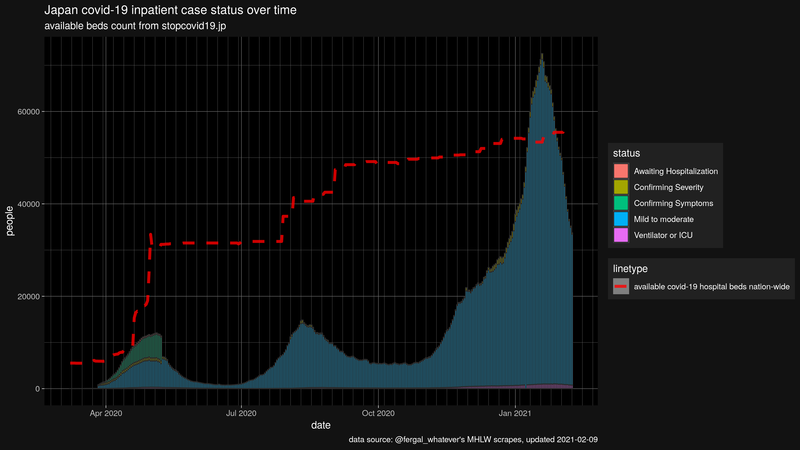 Japan covid-19 inpatient case status over time
available beds count from stopcovid19.jp
people
60000
40000
20000
0
Apr 2020
Jul 2020
Oct 2020
Jan 2021
date
status
Awaiting Hospitalization
Confirming Severity
Confirming Symptoms
Mild to moderate
Ventilator or ICU
linetype
available covid-19 hospital beds nation-wide
data source: @fergal_whatever's MHLW scrapes, updated 2021-02-09